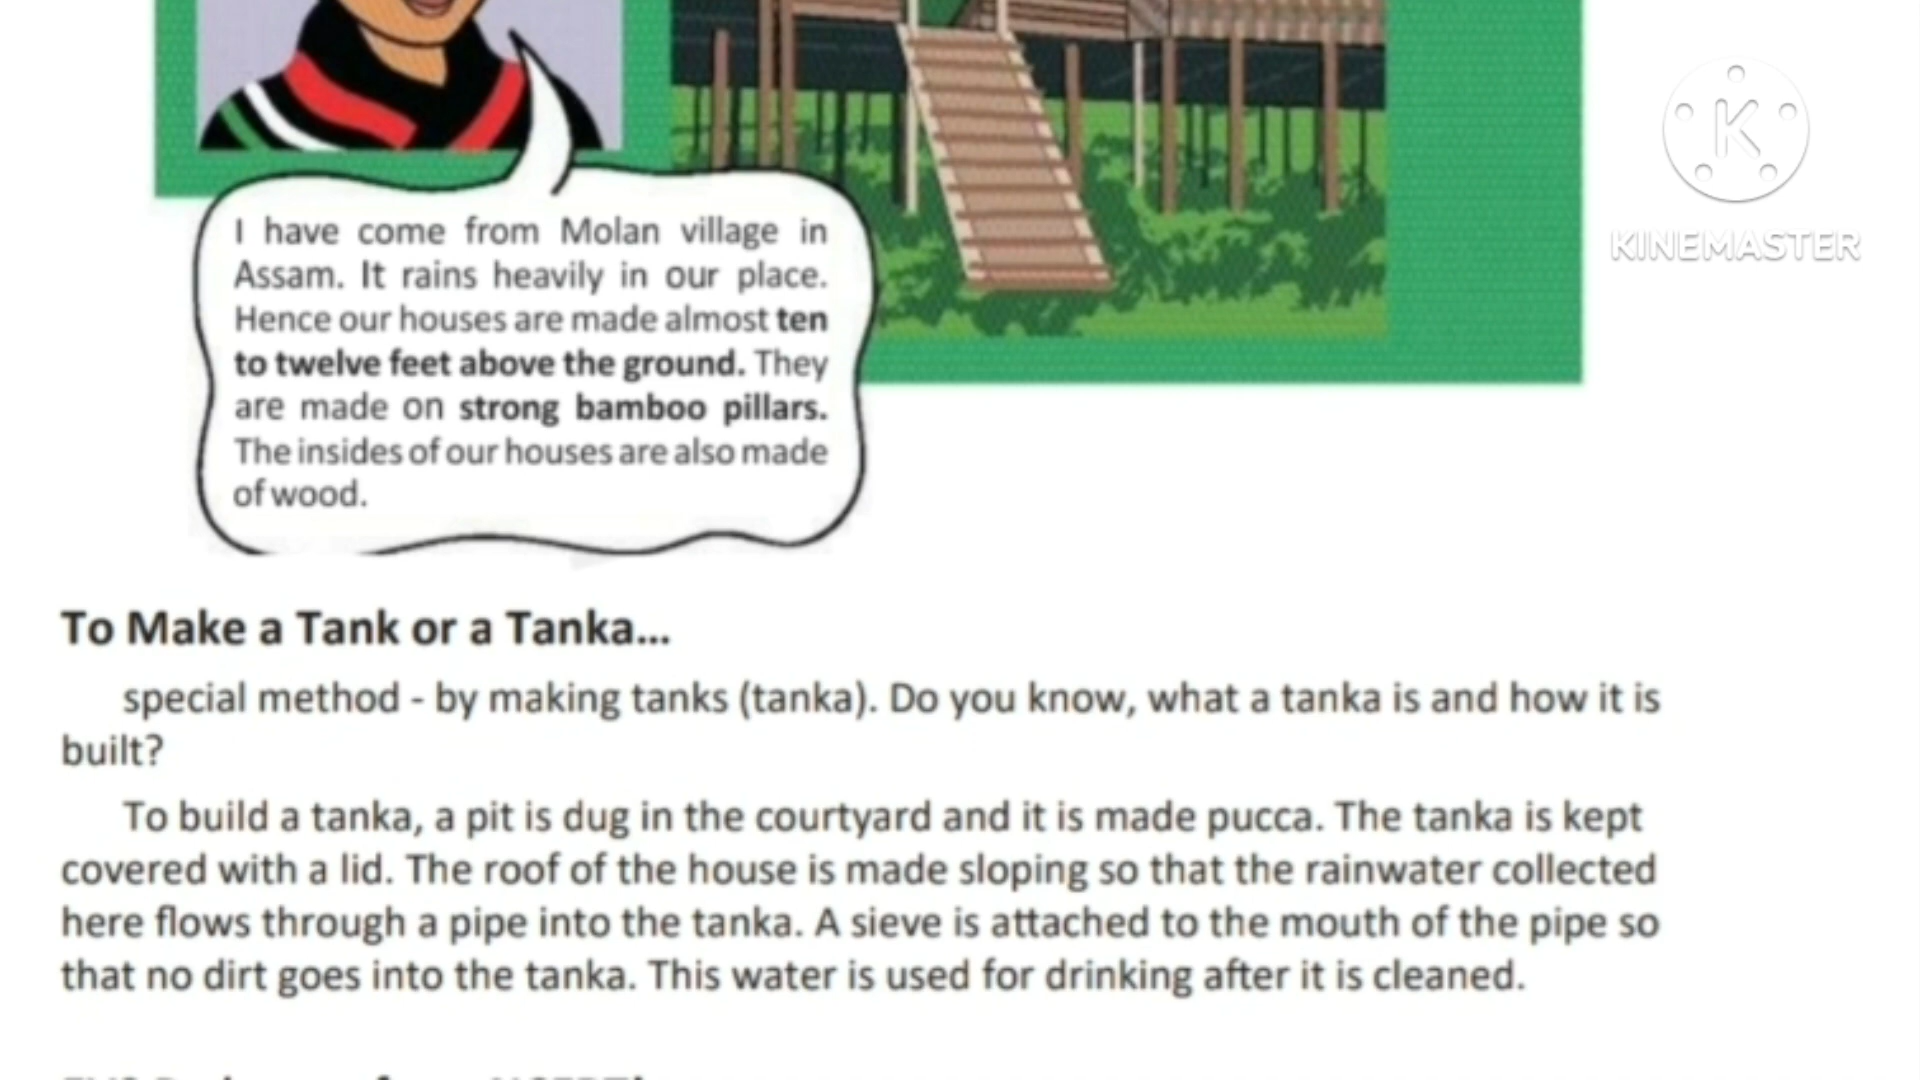 I have come from Molan village in
Assam. It rains heavily in our place.
Hence our houses are made almost ten
to twelve feet above the ground. They
are made on strong bamboo pillars.
The insides of our houses are also made
of wood.
K
KINEMASTER
To Make a Tank or a Tanka...
special method - by making tanks (tanka). Do you know, what a tanka is and how it is
built?
To build a tanka, a pit is dug in the courtyard and it is made pucca. The tanka is kept
covered with a lid. The roof of the house is made sloping so that the rainwater collected
here flows through a pipe into the tanka. A sieve is attached to the mouth of the pipe so
that no dirt goes into the tanka. This water is used for drinking after it is cleaned.